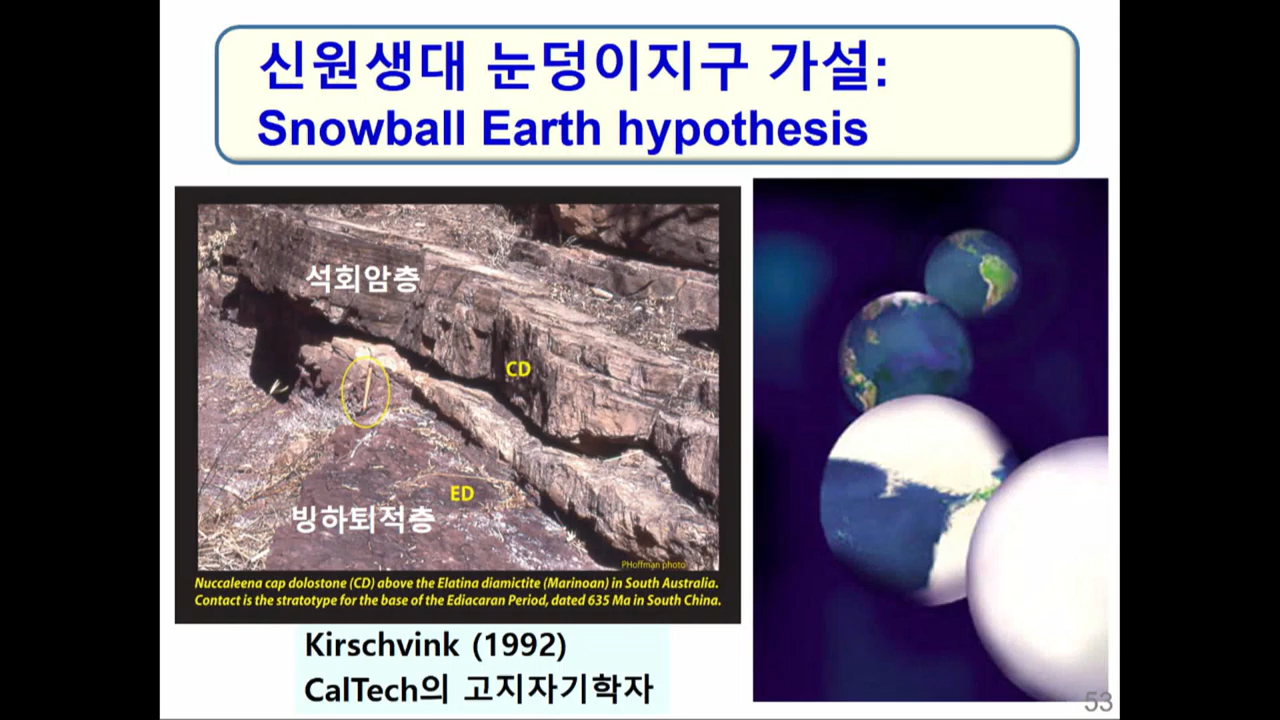 신원생대 눈덩이지구 가설:
Snowball Earth hypothesis
석회암층
CD
ED
빙하퇴적층
PHoffman photo
Nuccaleena cap dolostone (CD) above the Elatina diamictite (Marinoan) in South Australia.
Contact is the stratotype for the base of the Ediacaran Period, dated 635 Ma in South China.
Kirschvink (1992)
CalTech의 고지자기학자
53